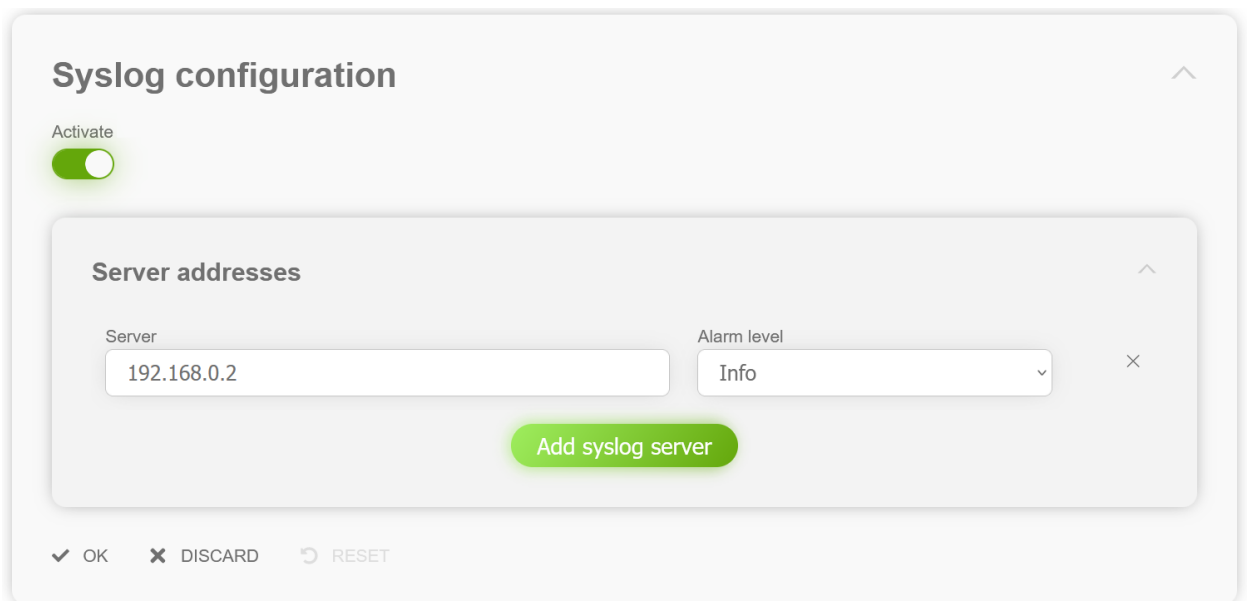 Syslog configuration
Activate
Server addresses
Server Alarm level
192.168.0.2 Info
Add syslog server
OK DISCARD RESET